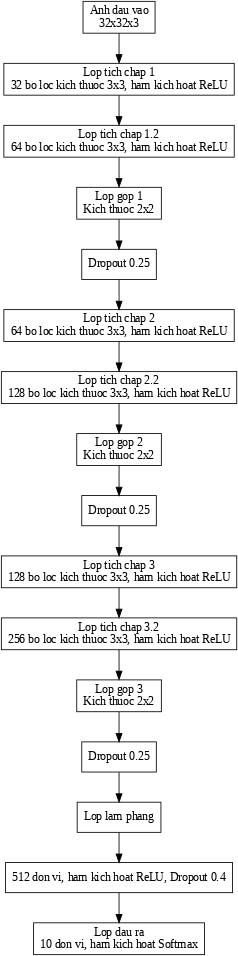 Anh dau vao
32x32x3
Lop tich chap 1
32 bo loc kich thuoc 3x3, ham kich hoat ReLU
Lop tich chap 1.2
64 bo loc kich thuoc 3x3, ham kich hoat ReLU
Lop gop 1
Kich thuoc 2x2
Dropout 0.25
Lop tich chap 2
64 bo loc kich thuoc 3x3, ham kich hoat ReLU
Lop tich chap 2.2
128 bo loc kich thuoc 3x3, ham kich hoat ReLU
Lop gop 2
Kich thuoc 2x2
Dropout 0.25
Lop tich chap 3
128 bo loc kich thuoc 3x3, ham kich hoat ReLU
Lop tich chap 3.2
256 bo loc kich thuoc 3x3, ham kich hoat ReLU
Lop gop 3
Kich thuoc 2x2
Dropout 0.25
Lop lam phang
512 don vi, ham kich hoat ReLU, Dropout 0.4
Lop dau ra
10 don vi, ham kich hoat Softmax